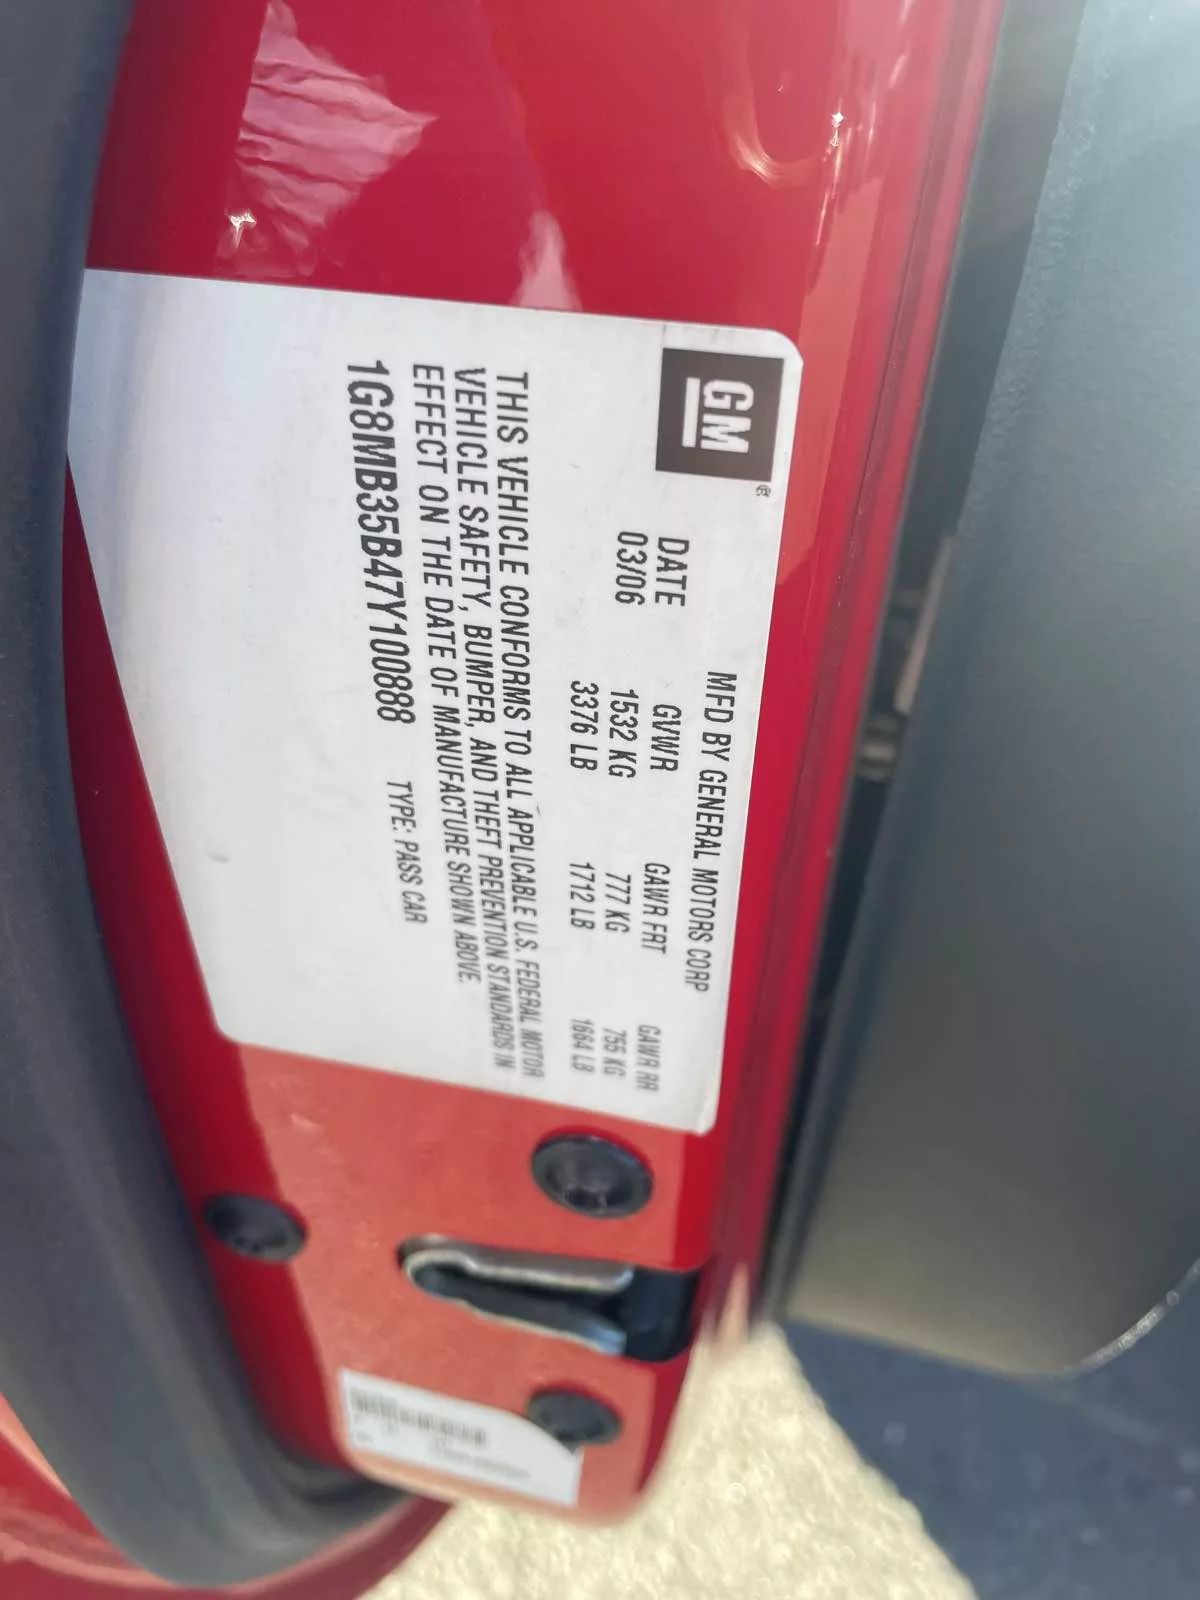 GM®
MFD BY GENERAL MOTORS CORP
DATE GVWR GAWR FRT GAWR RR
03/06 1532 KG 777 KG 755 KG
3376 LB 1712 LB 1664 LB
THIS VEHICLE CONFORMS TO ALL APPLICABLE U.S. FEDERAL MOTOR
VEHICLE SAFETY, BUMPER, AND THEFT PREVENTION STANDARDS IN
EFFECT ON THE DATE OF MANUFACTURE SHOWN ABOVE.
1G8MB35B47Y100888 TYPE: PASS CAR